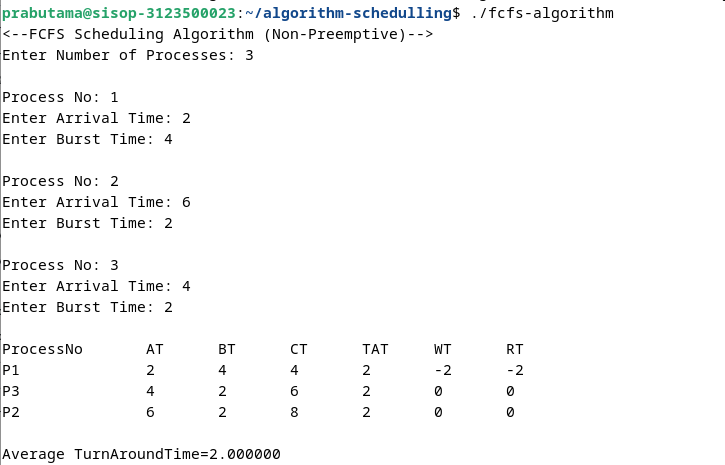 prabutama@sisop-3123500023:~/algorithm-schedulling$ ./fcfs-algorithm
<--FCFS Scheduling Algorithm (Non-Preemptive)-->
Enter Number of Processes: 3

Process No: 1
Enter Arrival Time: 2
Enter Burst Time: 4

Process No: 2
Enter Arrival Time: 6
Enter Burst Time: 2

Process No: 3
Enter Arrival Time: 4
Enter Burst Time: 2

ProcessNo AT BT CT TAT WT RT
P1 2 4 4 2 -2 -2
P3 4 2 6 2 0 0
P2 6 2 8 2 0 0

Average TurnAroundTime=2.000000